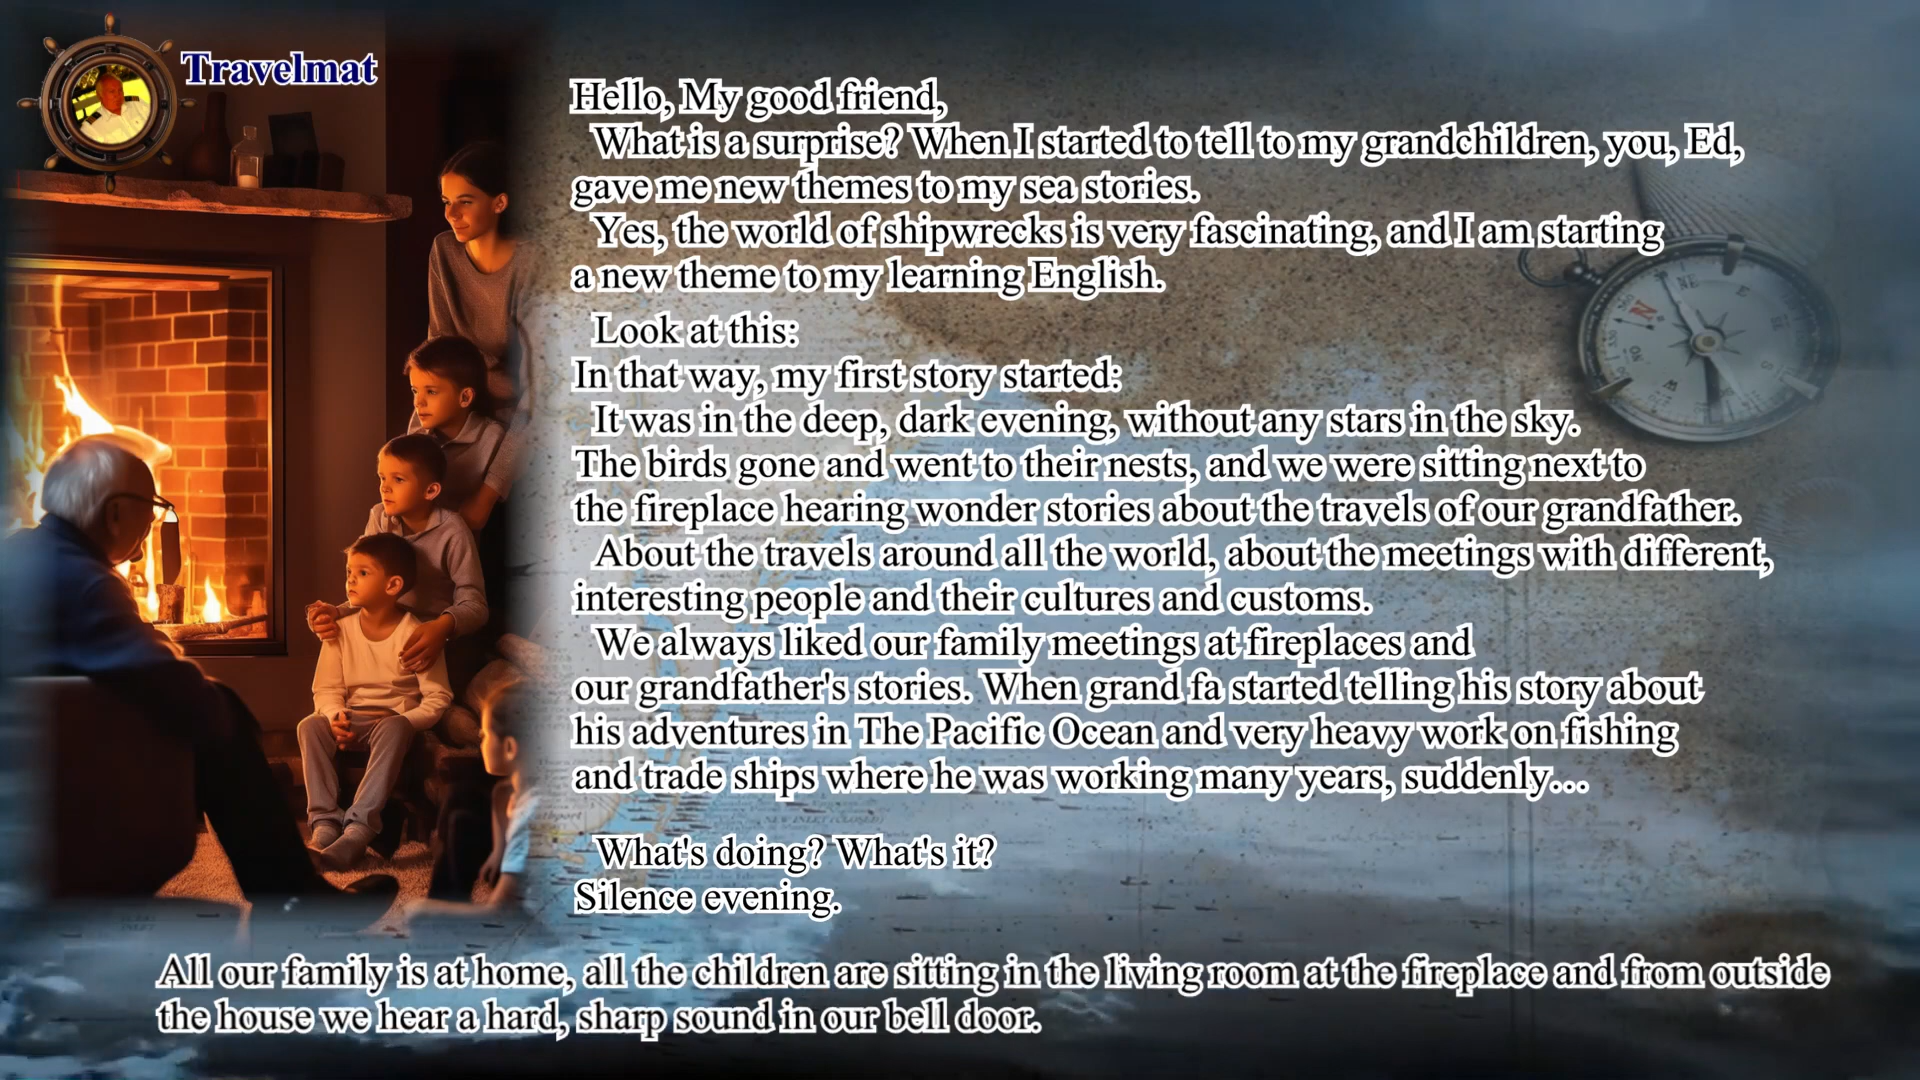 Travelmat
Hello, My good friend,
What is a surprise? When I started to tell to my grandchildren, you, Ed,
gave me new themes to my sea stories.
Yes, the world of shipwrecks is very fascinating, and I am starting
a new theme to my learning English.
Look at this:
In that way, my first story started:
It was in the deep, dark evening, without any stars in the sky.
The birds gone and went to their nests, and we were sitting next to
the fireplace hearing wonder stories about the travels of our grandfather.
About the travels around all the world, about the meetings with different,
interesting people and their cultures and customs.
We always liked our family meetings at fireplaces and
our grandfather's stories. When grand fa started telling his story about
his adventures in The Pacific Ocean and very heavy work on fishing
and trade ships where he was working many years, suddenly…
What's doing? What's it?
Silence evening.
All our family is at home, all the children are sitting in the living room at the fireplace and from outside
the house we hear a hard, sharp sound in our bell door.
N
NE
E
S
W